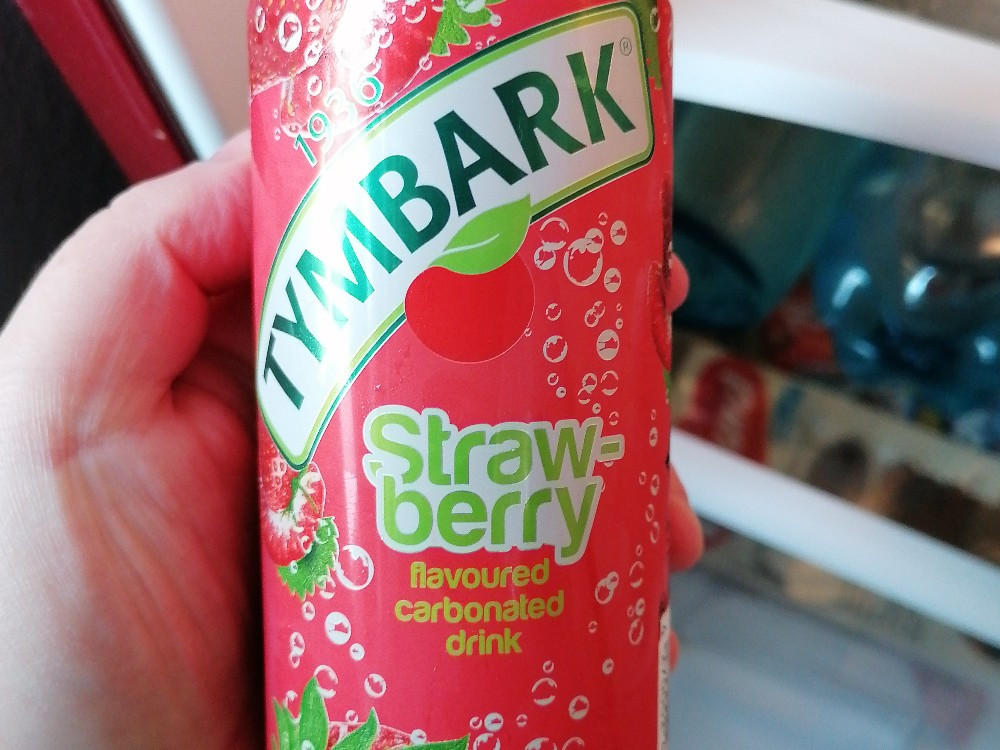 1936
TYMBARK®
Straw-
berry
flavoured
carbonated
drink